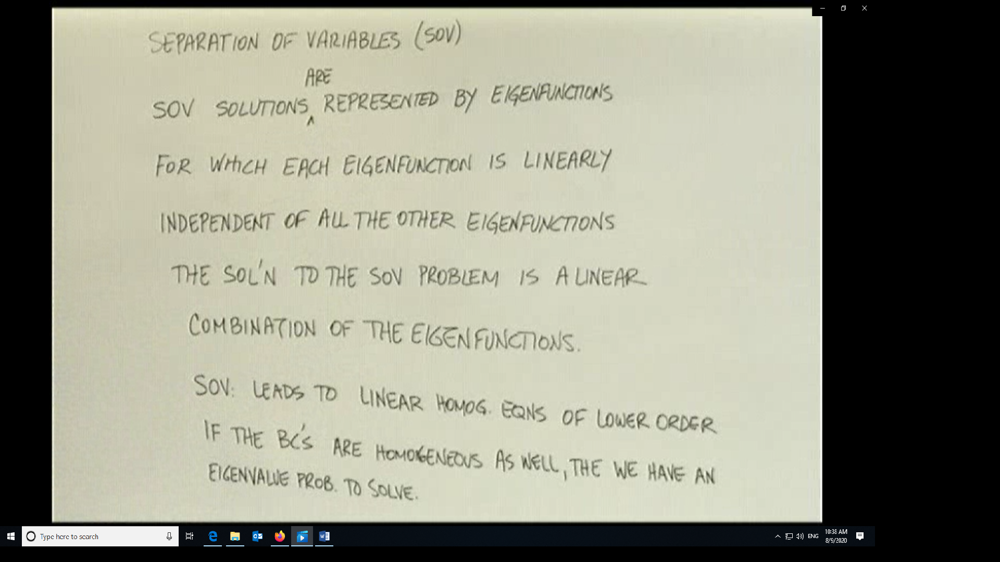 SEPARATION OF VARIABLES (SOV)
ARE
SOV SOLUTIONS ^ REPRESENTED BY EIGENFUNCTIONS
FOR WHICH EACH EIGENFUNCTION IS LINEARLY
INDEPENDENT OF ALL THE OTHER EIGENFUNCTIONS
THE SOL'N TO THE SOV PROBLEM IS A LINEAR
COMBINATION OF THE EIGENFUNCTIONS.
SOV: LEADS TO LINEAR HOMOG. EQNS OF LOWER ORDER
IF THE BC'S ARE HOMOGENEOUS AS WELL, THE WE HAVE AN
EIGENVALUE PROB. TO SOLVE.
Type here to search
ENG
10:38 AM
8/9/2020